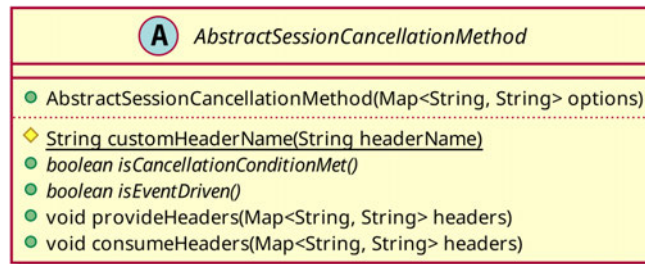 A AbstractSessionCancellationMethod
AbstractSessionCancellationMethod(Map<String, String> options)
String customHeaderName(String headerName)
boolean isCancellationConditionMet()
boolean isEventDriven()
void provideHeaders(Map<String, String> headers)
void consumeHeaders(Map<String, String> headers)